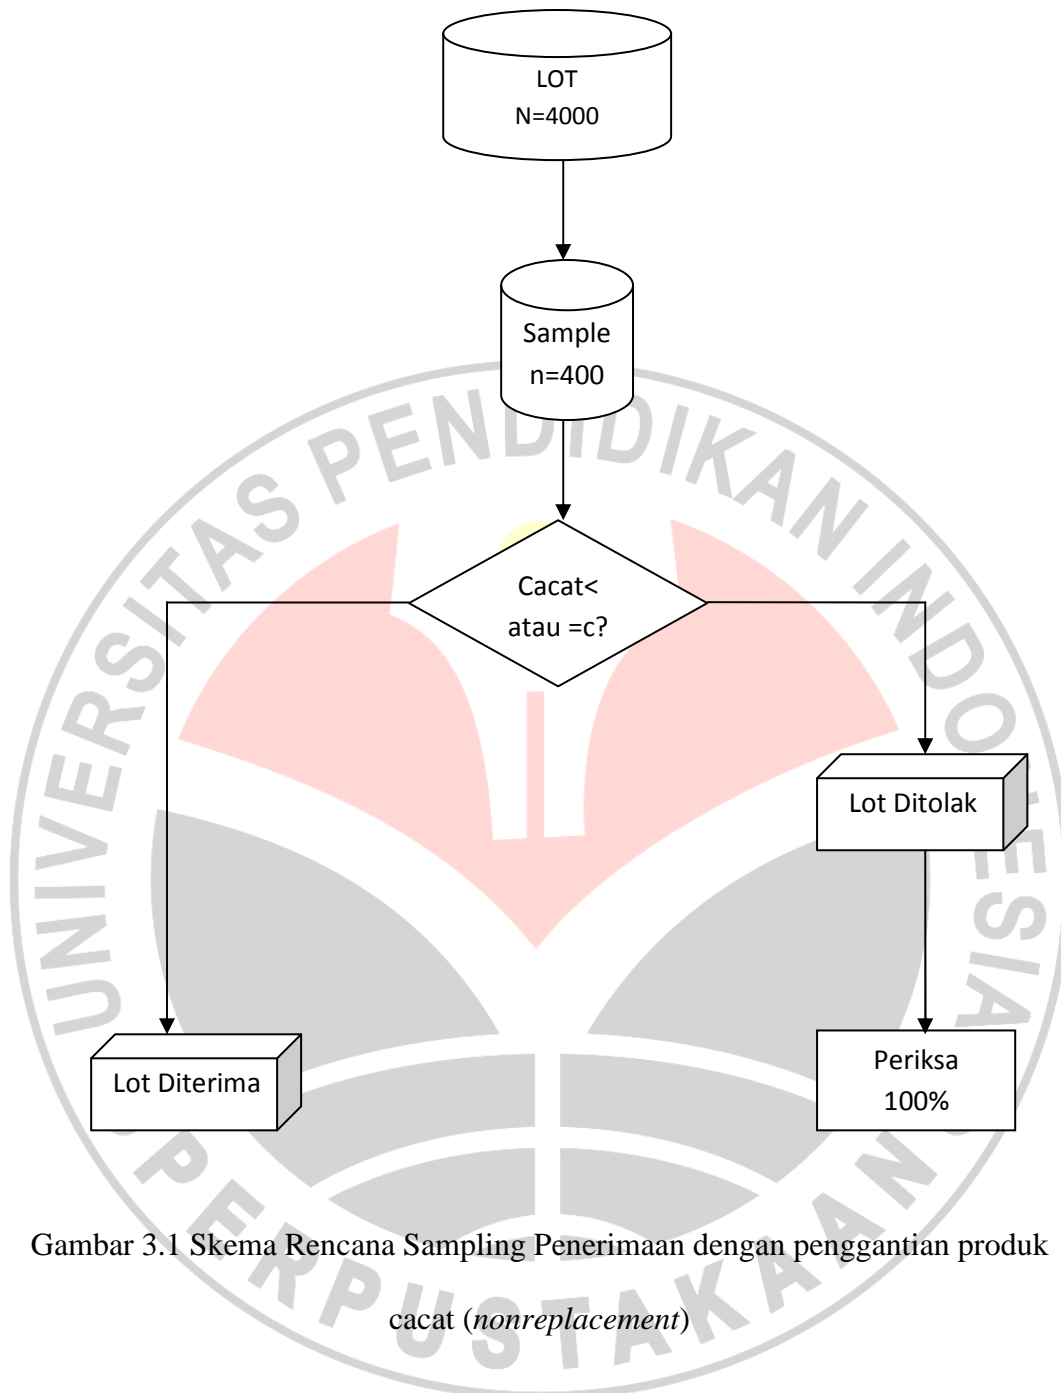 LOT
N=4000
Sample
n=400
Cacat<
atau =c?
Lot Ditolak
Lot Diterima
Periksa
100%
UNIVERSITAS PENDIDIKAN INDONESIA
PERPUSTAKAAN
Gambar 3.1 Skema Rencana Sampling Penerimaan dengan penggantian produk
cacat (nonreplacement)